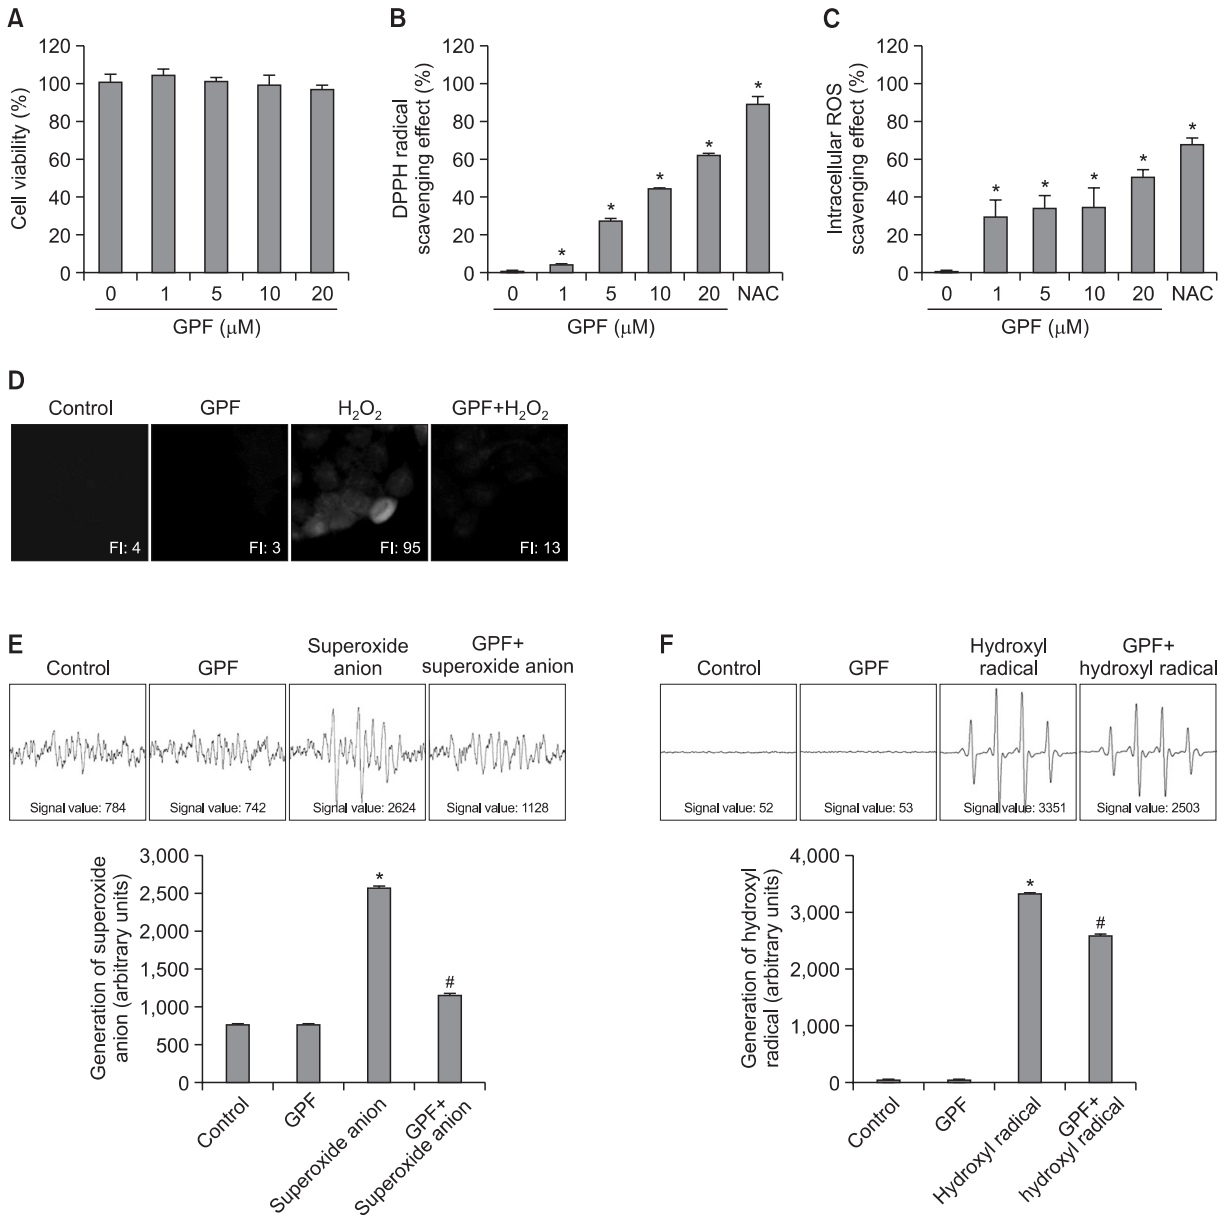 A
Cell viability (%)
120
100
80
60
40
20
0
0 1 5 10 20
GPF (μM)
B
DPPH radical
scavenging effect (%)
120
100
80
60
40
20
0
* * * * *
0 1 5 10 20 NAC
GPF (μM)
C
Intracellular ROS
scavenging effect (%)
120
100
80
60
40
20
0
* * * * *
0 1 5 10 20 NAC
GPF (μM)
D
Control GPF H₂O₂ GPF+H₂O₂
FI: 4 FI: 3 FI: 95 FI: 13
E
Control
GPF
Superoxide
anion
GPF+
superoxide anion
Signal value: 784 Signal value: 742 Signal value: 2624 Signal value: 1128
Generation of superoxide
anion (arbitrary units)
3,000
2,500
2,000
1,500
1,000
500
0
*
#
Control
GPF
Superoxide anion
GPF+
Superoxide anion
F
Control
GPF
Hydroxyl
radical
GPF+
hydroxyl radical
Signal value: 52 Signal value: 53 Signal value: 3351 Signal value: 2503
Generation of hydroxyl
radical (arbitrary units)
4,000
3,000
2,000
1,000
0
*
#
Control
GPF
Hydroxyl radical
GPF+
hydroxyl radical